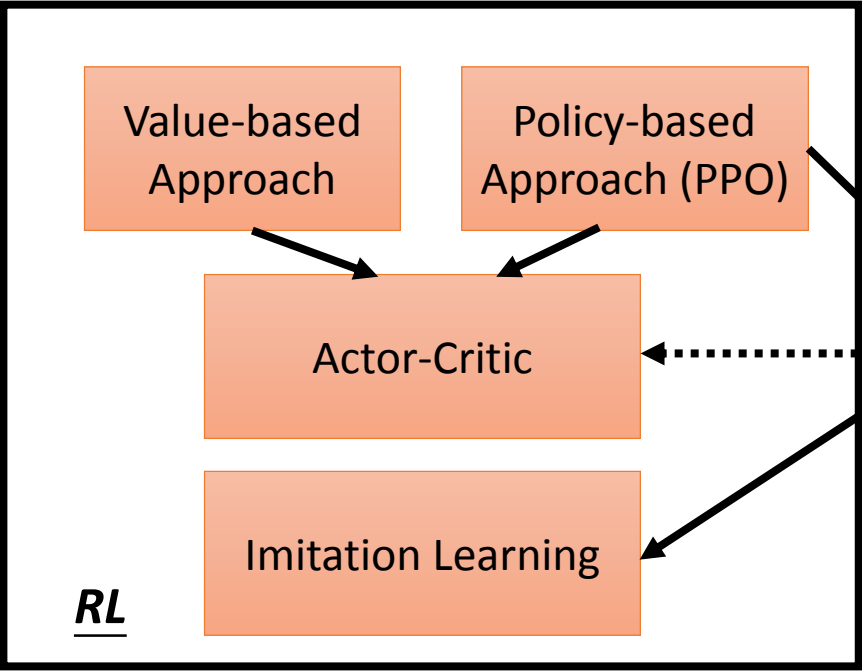 Value-based
Approach
Policy-based
Approach (PPO)
Actor-Critic
Imitation Learning
RL